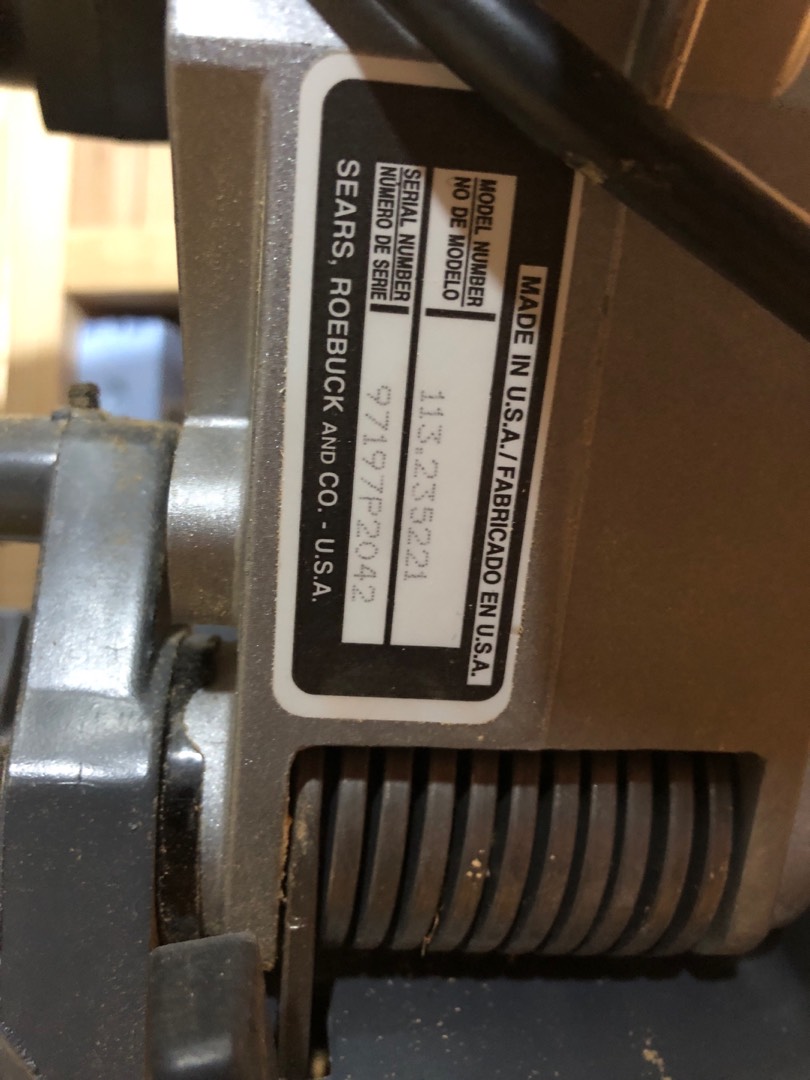 MADE IN U.S.A./FABRICADO EN U.S.A.
MODEL NUMBER
NO DE MODELO
113.235221
SERIAL NUMBER
NÚMERO DE SERIE
97197P2042
SEARS, ROEBUCK AND CO. - U.S.A.